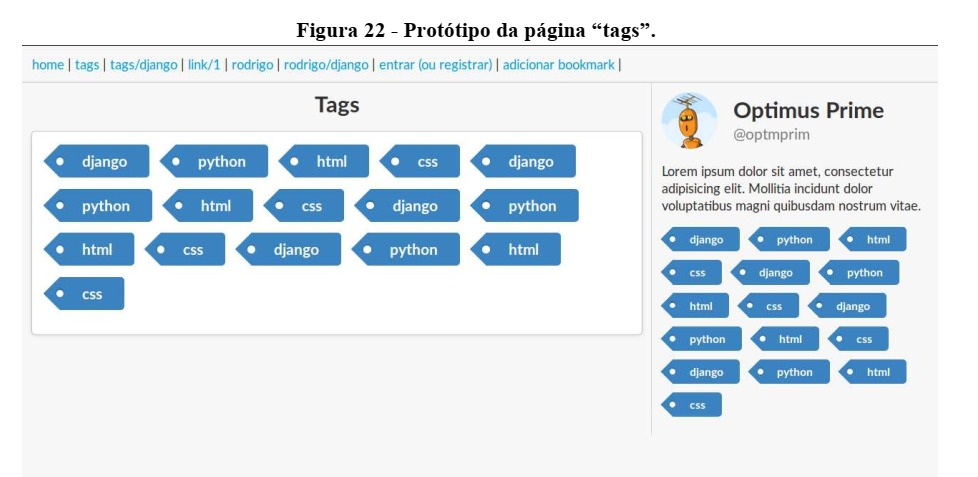 Figura 22 - Protótipo da página “tags”.
home | tags | tags/django | link/1 | rodrigo | rodrigo/django | entrar (ou registrar) | adicionar bookmark |
Tags
django python html css django
python html css django python
html css django python html
css
Optimus Prime
@optmprim
Lorem ipsum dolor sit amet, consectetur
adipisicing elit. Mollitia incidunt dolor
voluptatibus magni quibusdam nostrum vitae.
django python html
css django python
html css django
python html css
django python html
css